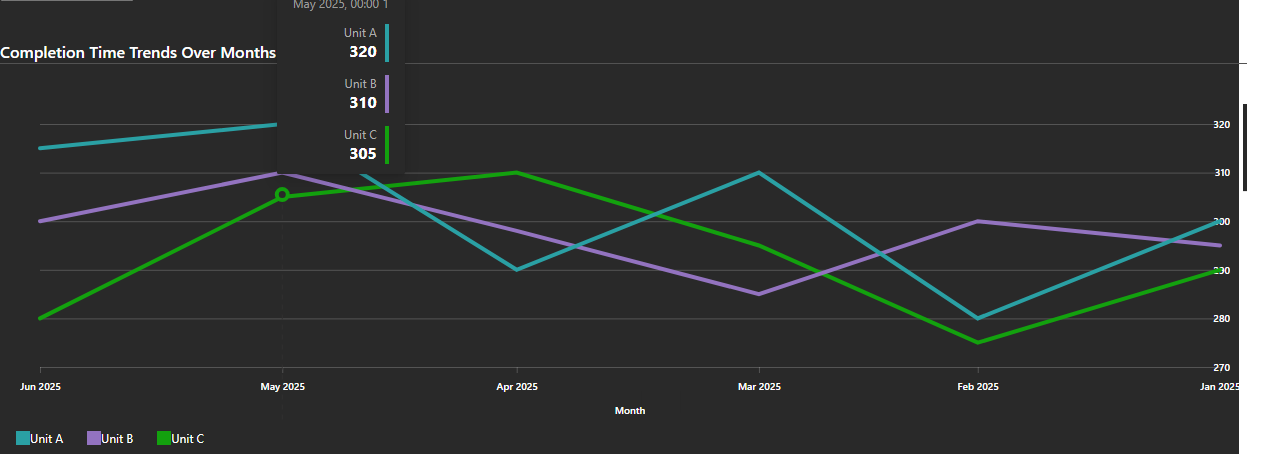 May 2025, 00:00 1
Unit A
320
Completion Time Trends Over Months
Unit B
310
Unit C
305
320
310
300
290
280
270
Jun 2025
May 2025
Apr 2025
Mar 2025
Feb 2025
Jan 2025
Month
Unit A
Unit B
Unit C